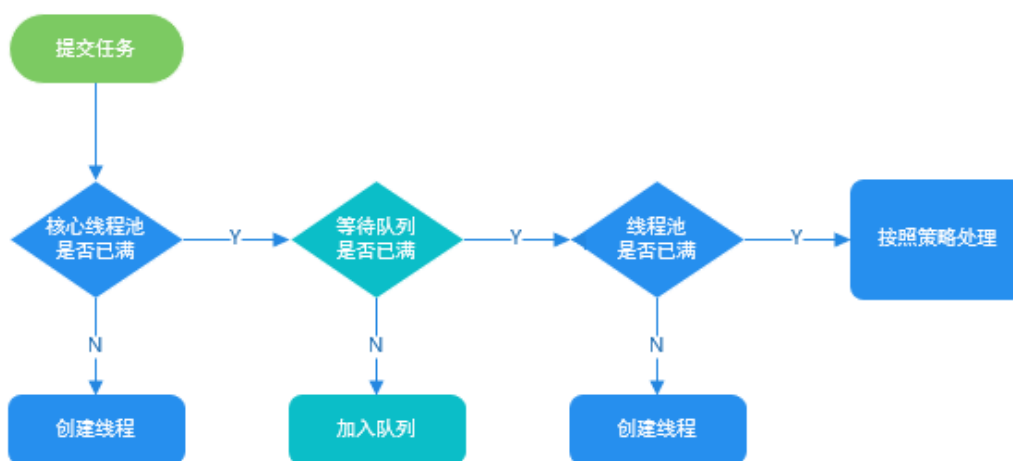 提交任务
核心线程池
是否已满
Y
等待队列
是否已满
Y
线程池
是否已满
Y
按照策略处理
N
N
N
创建线程
加入队列
创建线程